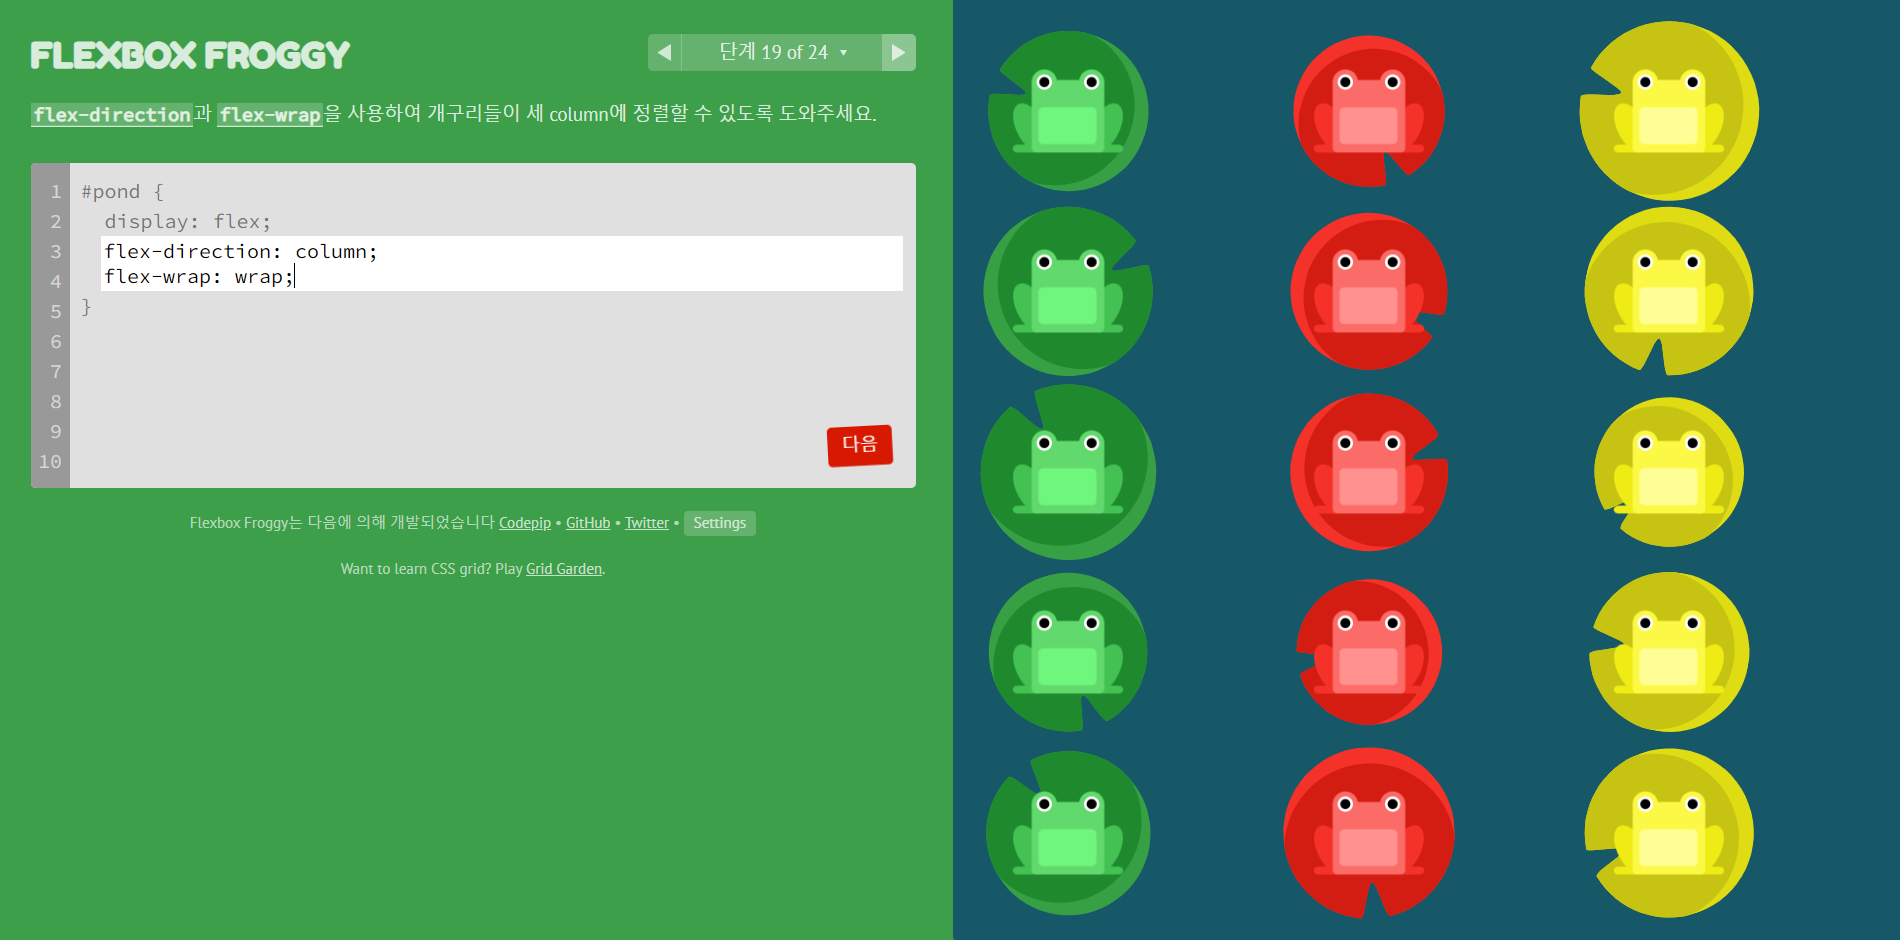 FLEXBOX FROGGY
단계 19 of 24 ▾
flex-direction과 flex-wrap을 사용하여 개구리들이 세 column에 정렬할 수 있도록 도와주세요.
1 #pond {
2 display: flex;
3 flex-direction: column;
4 flex-wrap: wrap;
5 }
6
7
8
9
10
다음
Flexbox Froggy는 다음에 의해 개발되었습니다 Codepip • GitHub • Twitter • Settings
Want to learn CSS grid? Play Grid Garden.